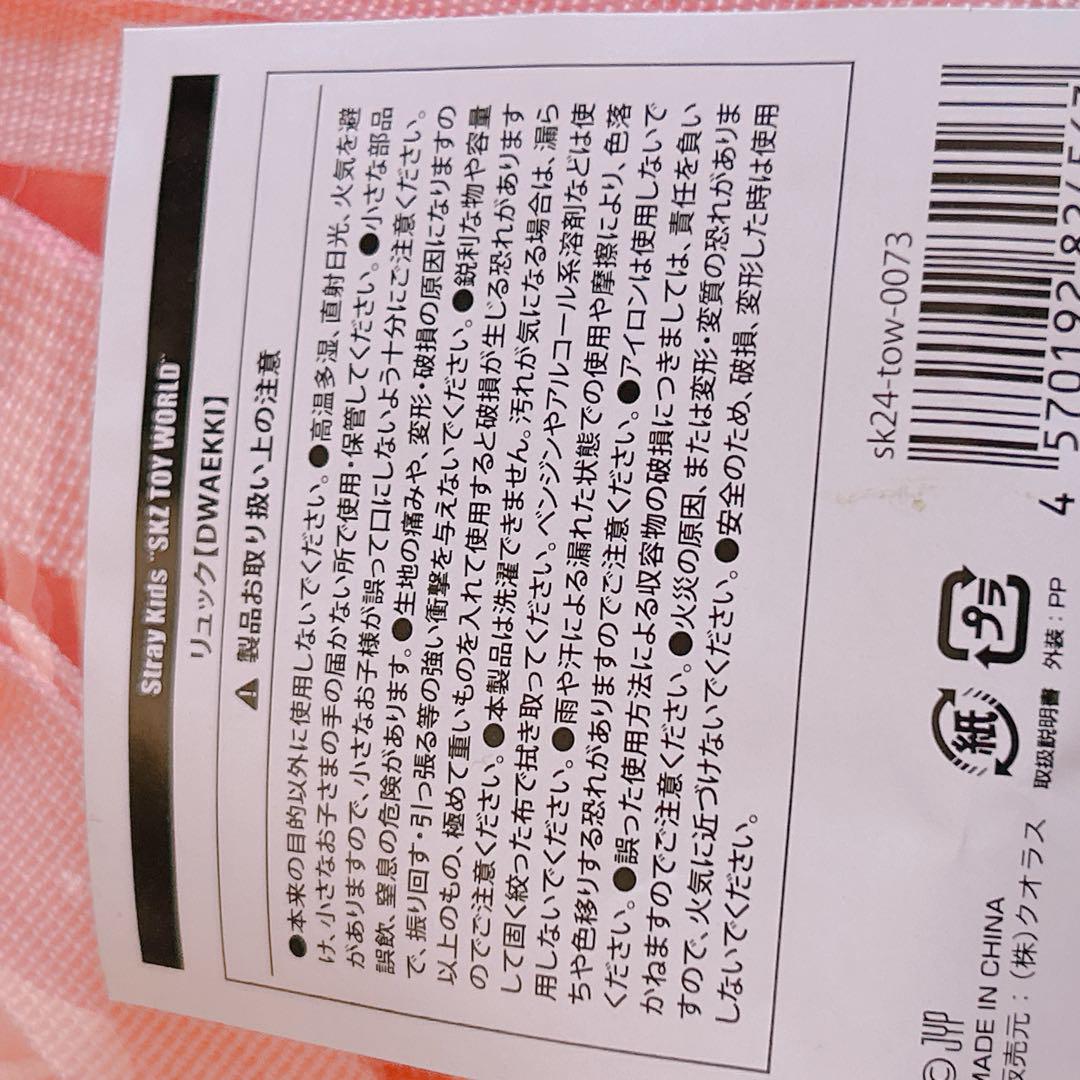 Stray Kids "SKZ TOY WORLD"
リュック【DWAEKKI】
製品お取り扱い上の注意
●本来の目的以外に使用しないでください。●高温多湿、直射日光、火気を避
け、小さなお子さまの手の届かない所で使用・保管してください。●小さな部品
がありますので、小さなお子様が誤って口にしないよう十分にご注意ください。
誤飲、窒息の危険があります。●生地の痛みや、変形・破損の原因になりますの
で、振り回す・引っ張る等の強い衝撃を与えないでください。●鋭利な物や容量
以上のもの、極めて重いものを入れて使用すると破損が生じる恐れがあります
のでご注意ください。●本製品は洗濯できません。汚れが気になる場合は、漏ら
して固く絞った布で拭き取ってください。ベンジンやアルコール系溶剤などは使
用しないでください。●雨や汗による漏れた状態での使用や摩擦により、色落
ちや色移りする恐れがありますのでご注意ください。●アイロンは使用しないで
ください。●誤った使用方法による収容物の破損につきましては、責任を負い
かねますのでご注意ください。●火災の原因、または変形・変質の恐れがありま
すので、火気に近づけないでください。●安全のため、破損、変形した時は使用
しないでください。
sk24-tow-0073
4 570192 827567
紙
プラ
取扱説明書
外装:PP
© JYP
MADE IN CHINA
販売元:(株)クオラス